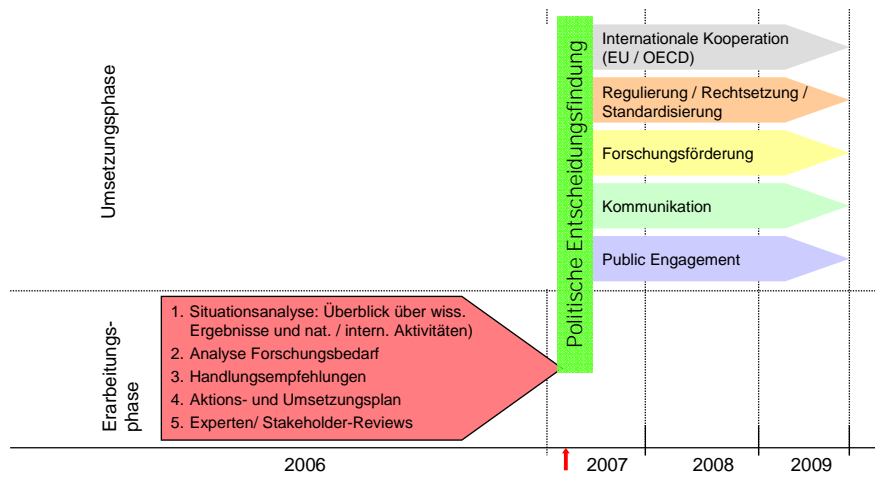 Umsetzungsphase
Politische Entscheidungsfindung
Internationale Kooperation
(EU / OECD)
Regulierung / Rechtsetzung /
Standardisierung
Forschungsförderung
Kommunikation
Public Engagement
Erarbeitungs-
phase
1. Situationsanalyse: Überblick über wiss.
Ergebnisse und nat. / intern. Aktivitäten)
2. Analyse Forschungsbedarf
3. Handlungsempfehlungen
4. Aktions- und Umsetzungsplan
5. Experten/ Stakeholder-Reviews
2006
2007
2008
2009